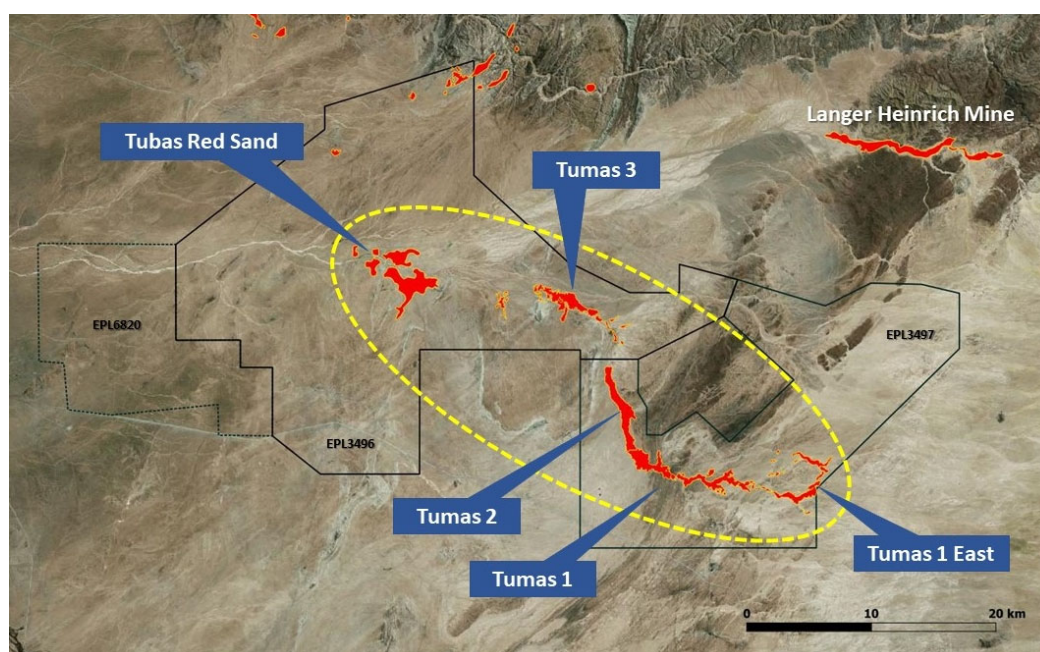 Langer Heinrich Mine
Tubas Red Sand
Tumas 3
EPL6820
EPL3497
EPL3496
Tumas 2
Tumas 1
Tumas 1 East
0 10 20 km